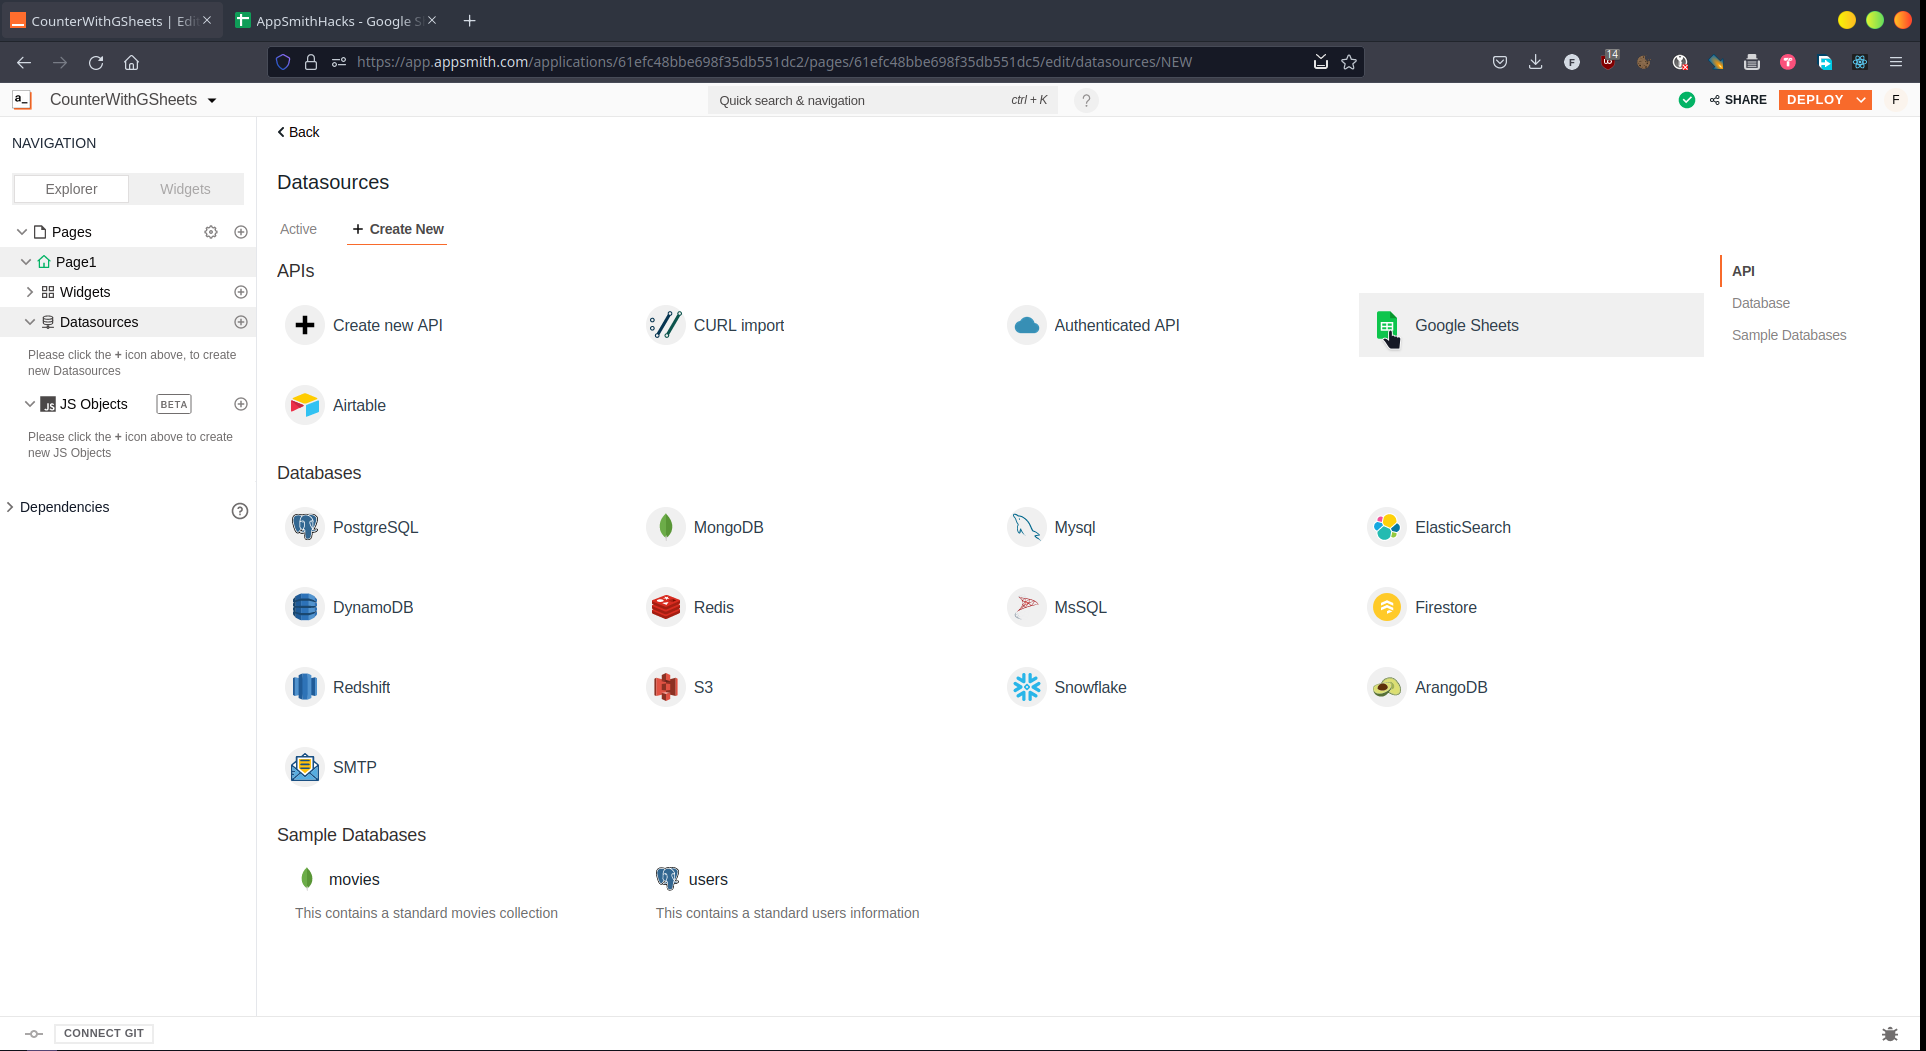 CounterWithGSheets | Edi
AppSmithHacks - Google S
https://app.appsmith.com/applications/61efc48bbe698f35db551dc2/pages/61efc48bbe698f35db551dc5/edit/datasources/NEW
14
F
a_
CounterWithGSheets
Quick search & navigation
ctrl + K
?
SHARE
DEPLOY
F
NAVIGATION
Explorer
Widgets
Pages
Page1
Widgets
Datasources
Please click the + icon above, to create
new Datasources
JS
JS Objects
BETA
Please click the + icon above to create
new JS Objects
Dependencies
?
Back
Datasources
Active
+ Create New
APIs
Create new API
CURL import
Authenticated API
Google Sheets
Airtable
API
Database
Sample Databases
Databases
PostgreSQL
MongoDB
Mysql
ElasticSearch
DynamoDB
Redis
MsSQL
Firestore
Redshift
S3
Snowflake
ArangoDB
SMTP
Sample Databases
movies
users
This contains a standard movies collection
This contains a standard users information
CONNECT GIT